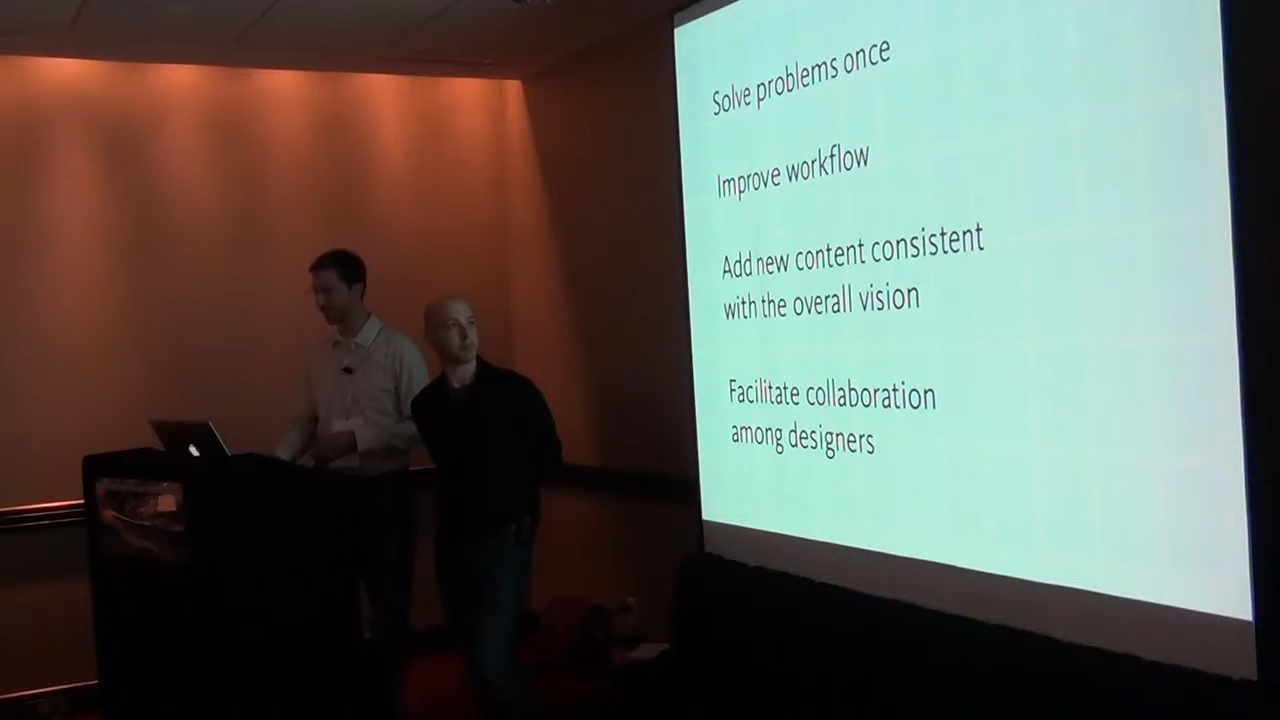 Solve problems once
Improve workflow
Add new content consistent
with the overall vision
Facilitate collaboration
among designers